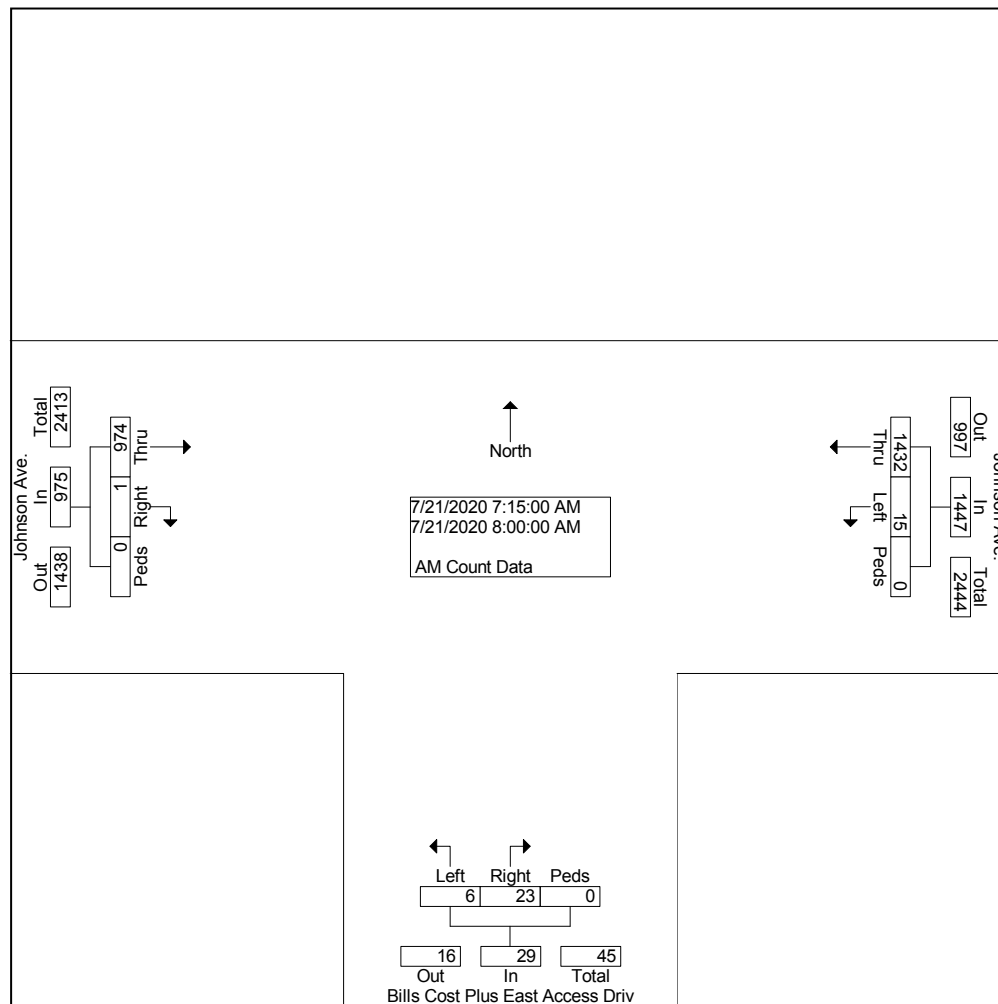 North
7/21/2020 7:15:00 AM
7/21/2020 8:00:00 AM
AM Count Data
Johnson Ave.
Total
In
Out
2413
975
1438
974
1
0
Thru
Right
Peds
Johnson Ave.
Out
In
Total
997
1447
2444
1432
15
0
Thru
Left
Peds
Left Right Peds
6 23 0
16 29 45
Out In Total
Bills Cost Plus East Access Driv